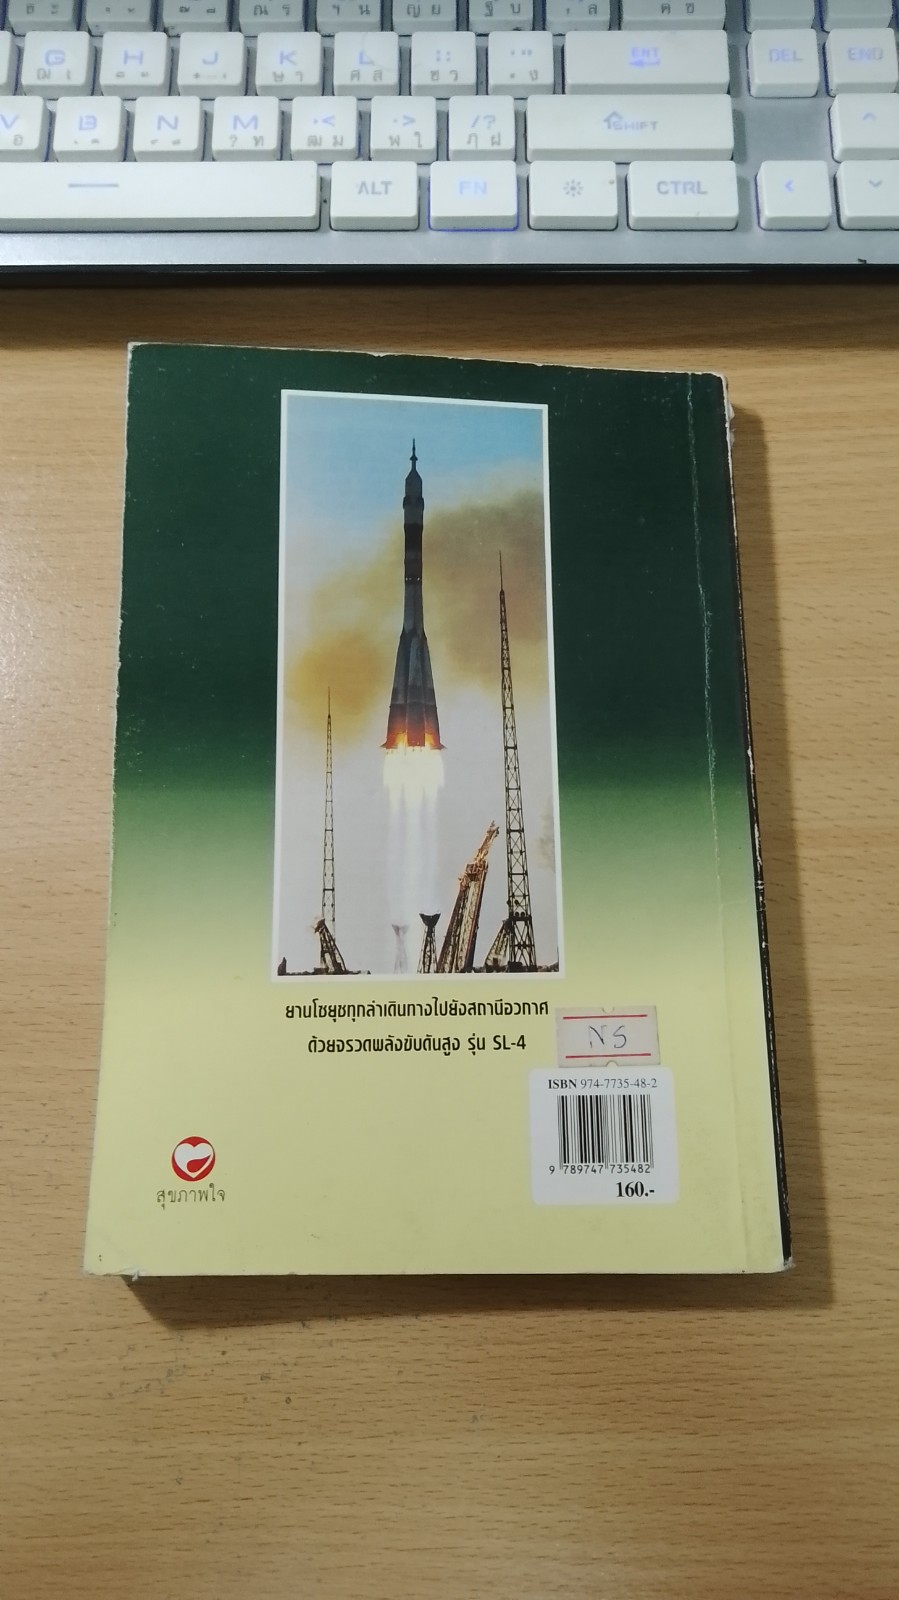 G
H
J
K
L
ENT
DEL
END
V
B
N
M
SHIFT
ALT
FN
CTRL
ยานโซยุซทุกลำเดินทางไปยังสถานีอวกาศ
ด้วยจรวดพลังขับดันสูง รุ่น SL-4
NS
ISBN 974-7735-48-2
9 789747 735482
160.-
สุขภาพใจ